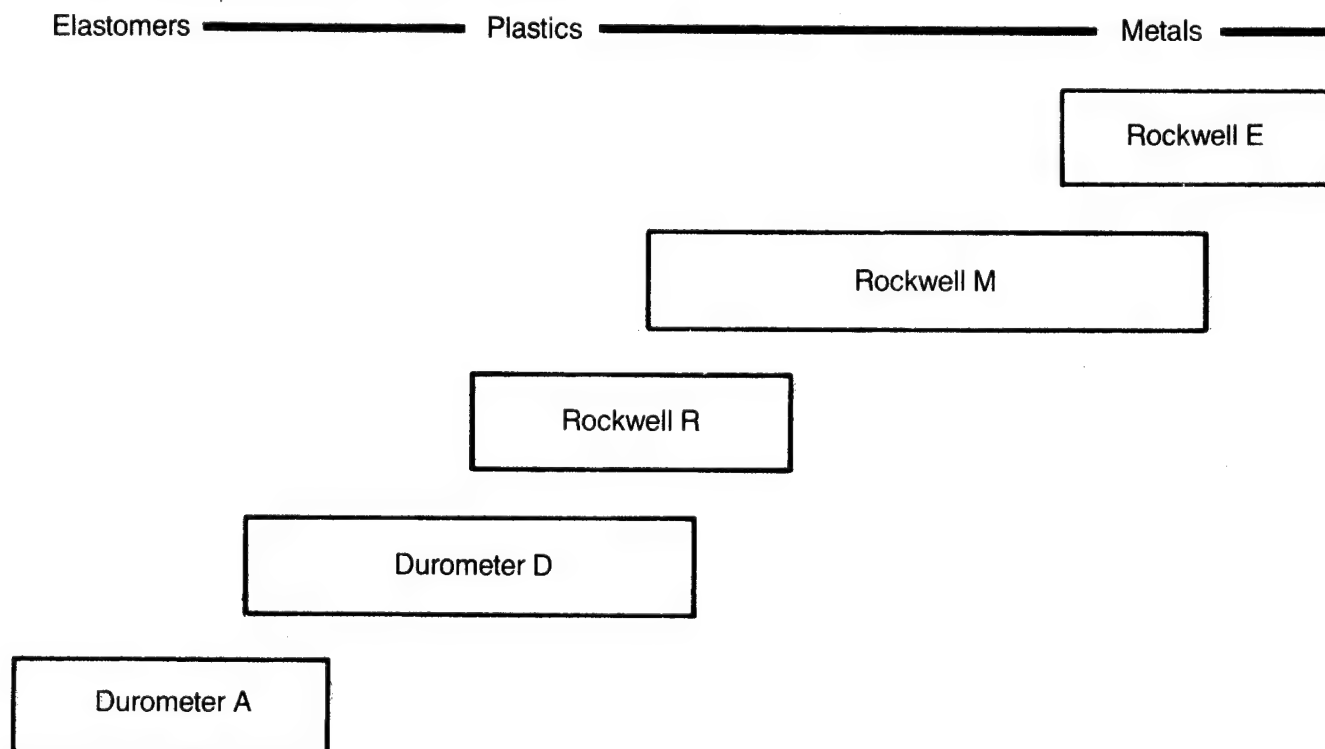 Elastomers Plastics Metals
Rockwell E
Rockwell M
Rockwell R
Durometer D
Durometer A